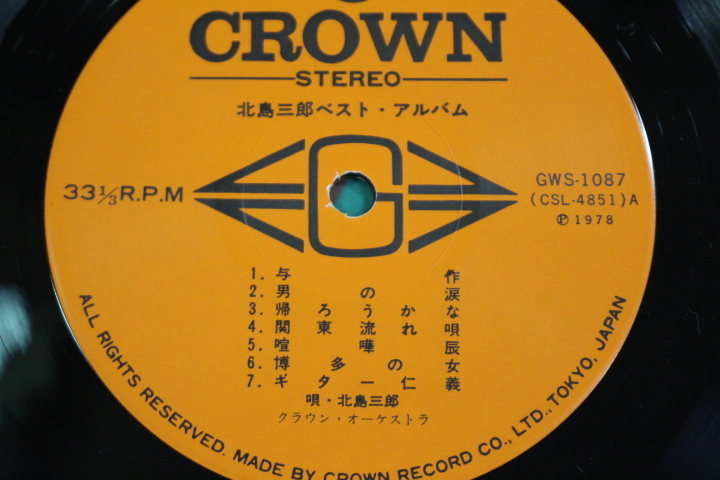 CROWN
STEREO
北島三郎ベスト・アルバム
33⅓R.P.M
G
GWS-1087
(CSL-4851)A
Ⓟ1978
1. 与作
2. 男の涙
3. 帰ろうかな
4. 関東流れ唄
5. 喧嘩辰
6. 博多の女
7. ギター仁義
唄・北島三郎
クラウン・オーケストラ
ALL RIGHTS RESERVED. MADE BY CROWN RECORD CO., LTD., TOKYO, JAPAN